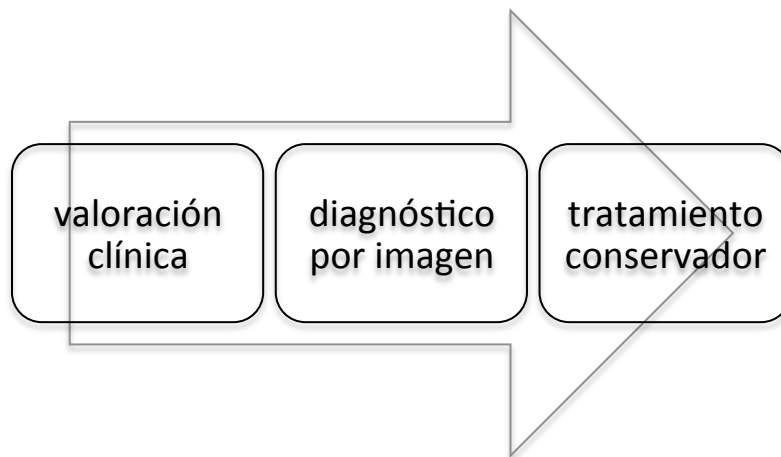 valoración
clínica
diagnóstico
por imagen
tratamiento
conservador